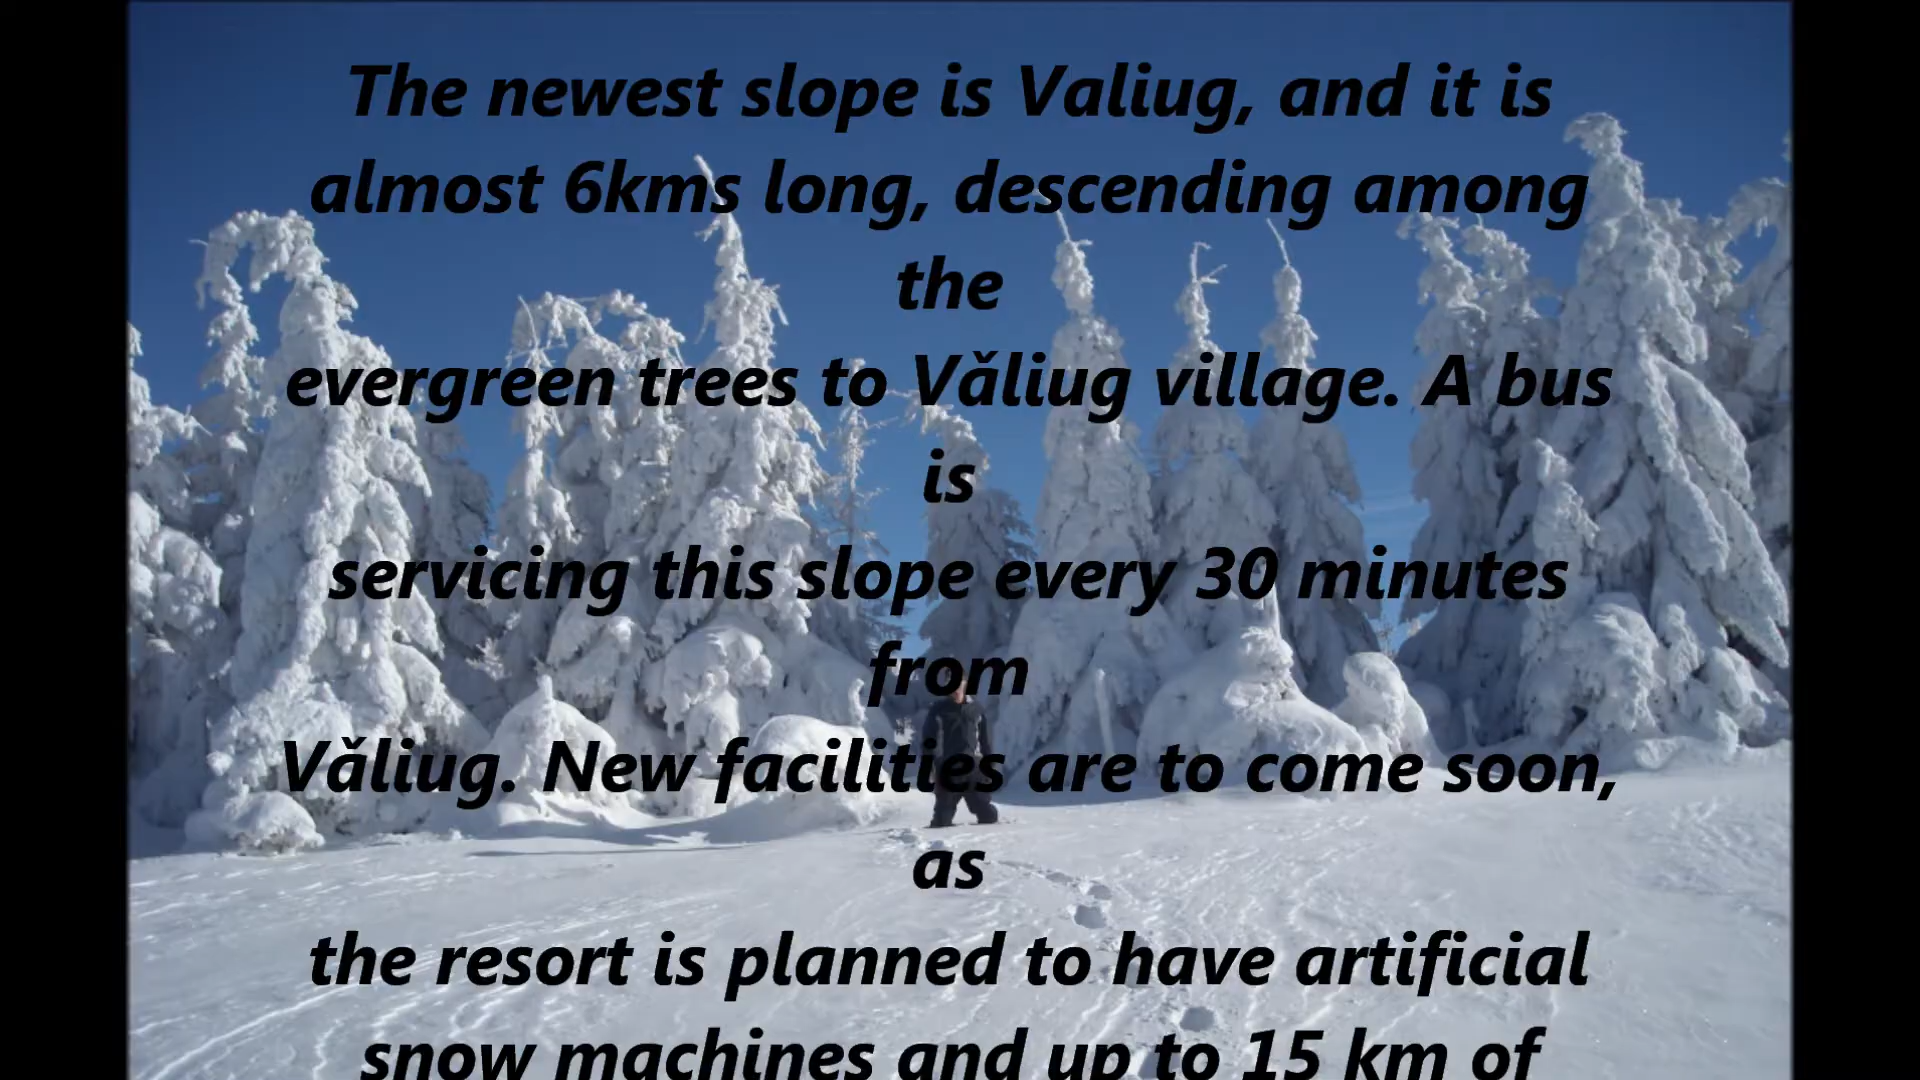 The newest slope is Valiug, and it is
almost 6kms long, descending among
the
evergreen trees to Vǎliug village. A bus
is
servicing this slope every 30 minutes
from
Vǎliug. New facilities are to come soon,
as
the resort is planned to have artificial
snow machines and up to 15 km of